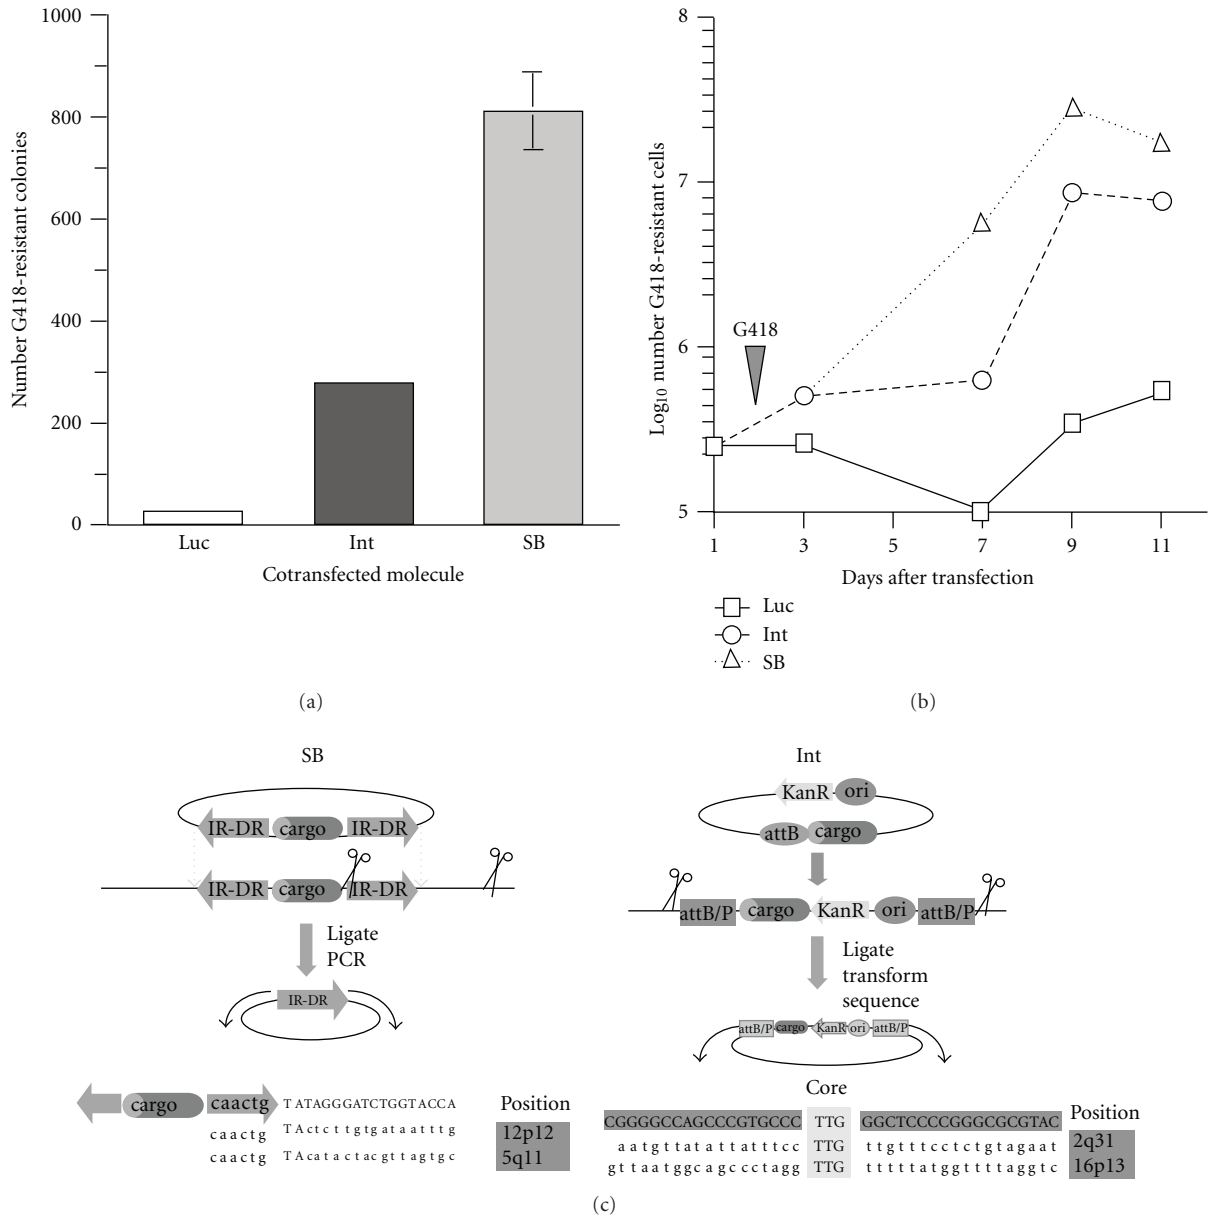 1000
800
600
400
200
0
Number G418-resistant colonies
Luc Int SB
Cotransfected molecule
(a)
8
7
6
5
Log10 number G418-resistant cells
G418
1 3 5 7 9 11
Days after transfection
Luc
Int
SB
(b)
SB
IR-DR cargo IR-DR
IR-DR cargo IR-DR
Ligate
PCR
IR-DR
cargo caactg TATAGGGATCTGGTACCA
caactg TActcttgtgataatttg
caactg TAcatactacgttagtgc
Position
12p12
5q11
Int
KanR ori
attB cargo
attB/P cargo KanR ori attB/P
Ligate
transform
sequence
attB/P cargo KanR ori attB/P
Core
Position
CGGGGCCAGCCCGTGCCC TTG GGCTCCCCGGGCGCGTAC
aatgttatattatttcc TTG ttgtttcctctgtagaat 2q31
gttaatggcagccctagg TTG tttttatggttttaggtc 16p13
(c)